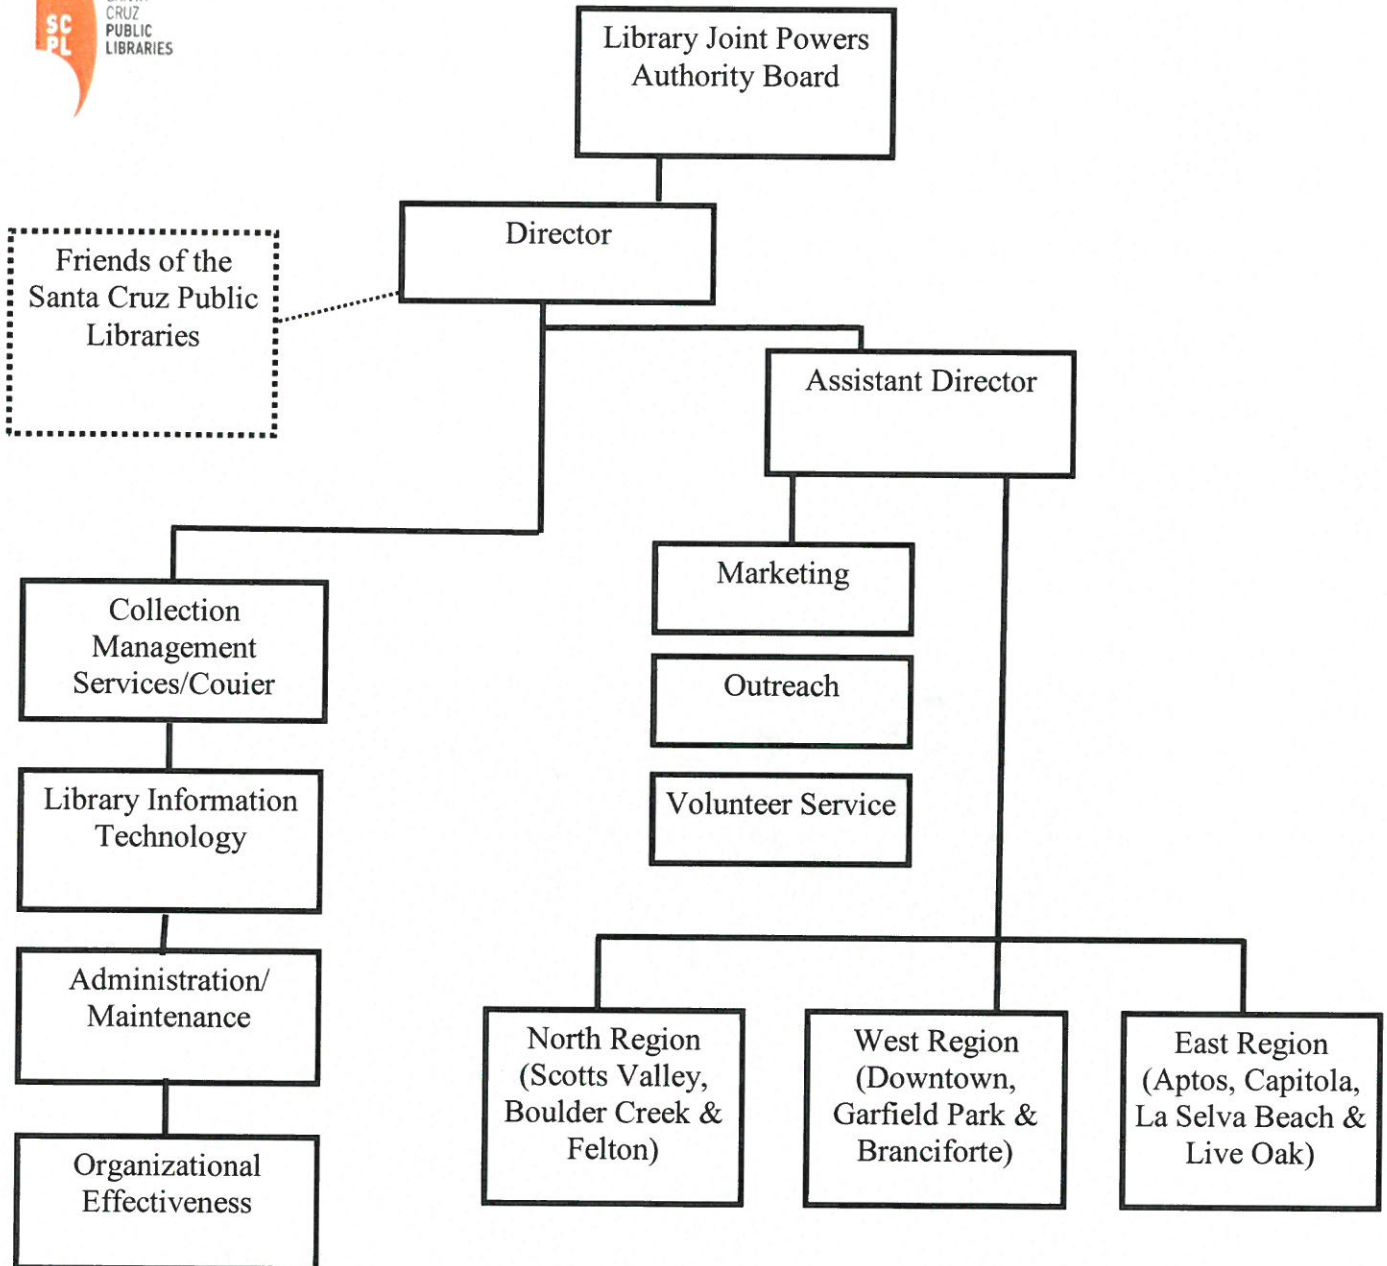 CRUZ
PUBLIC
LIBRARIES
SC
PL
Library Joint Powers
Authority Board
Director
Friends of the
Santa Cruz Public
Libraries
Assistant Director
Marketing
Outreach
Volunteer Service
Collection
Management
Services/Couier
Library Information
Technology
Administration/
Maintenance
Organizational
Effectiveness
North Region
(Scotts Valley,
Boulder Creek &
Felton)
West Region
(Downtown,
Garfield Park &
Branciforte)
East Region
(Aptos, Capitola,
La Selva Beach &
Live Oak)